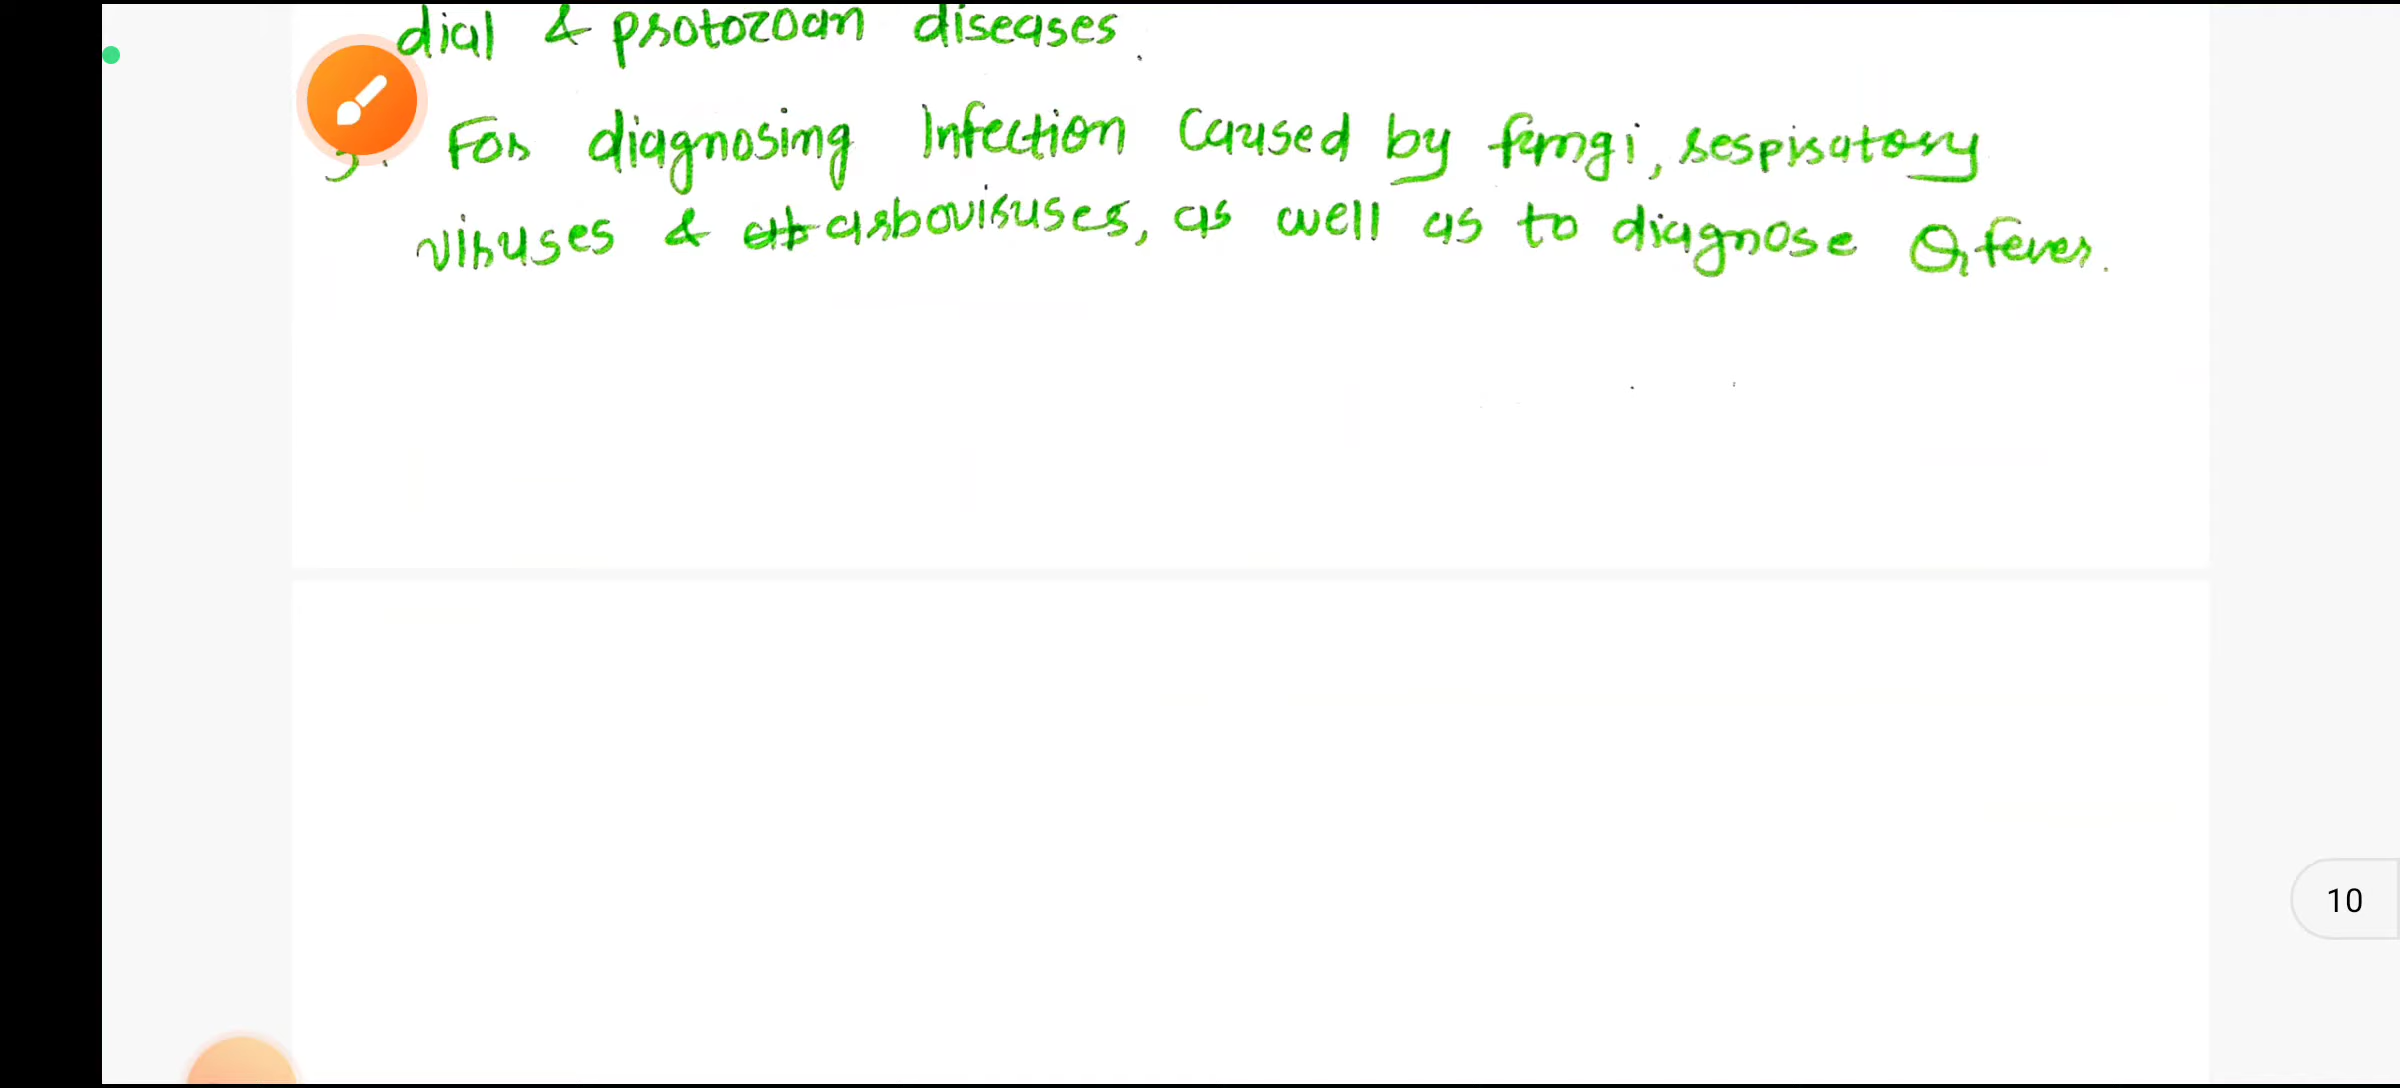 dial & protozoan diseases.
3. For diagnosing Infection Caused by fungi, respiratory
viruses & arboviruses, as well as to diagnose Q fever.
10